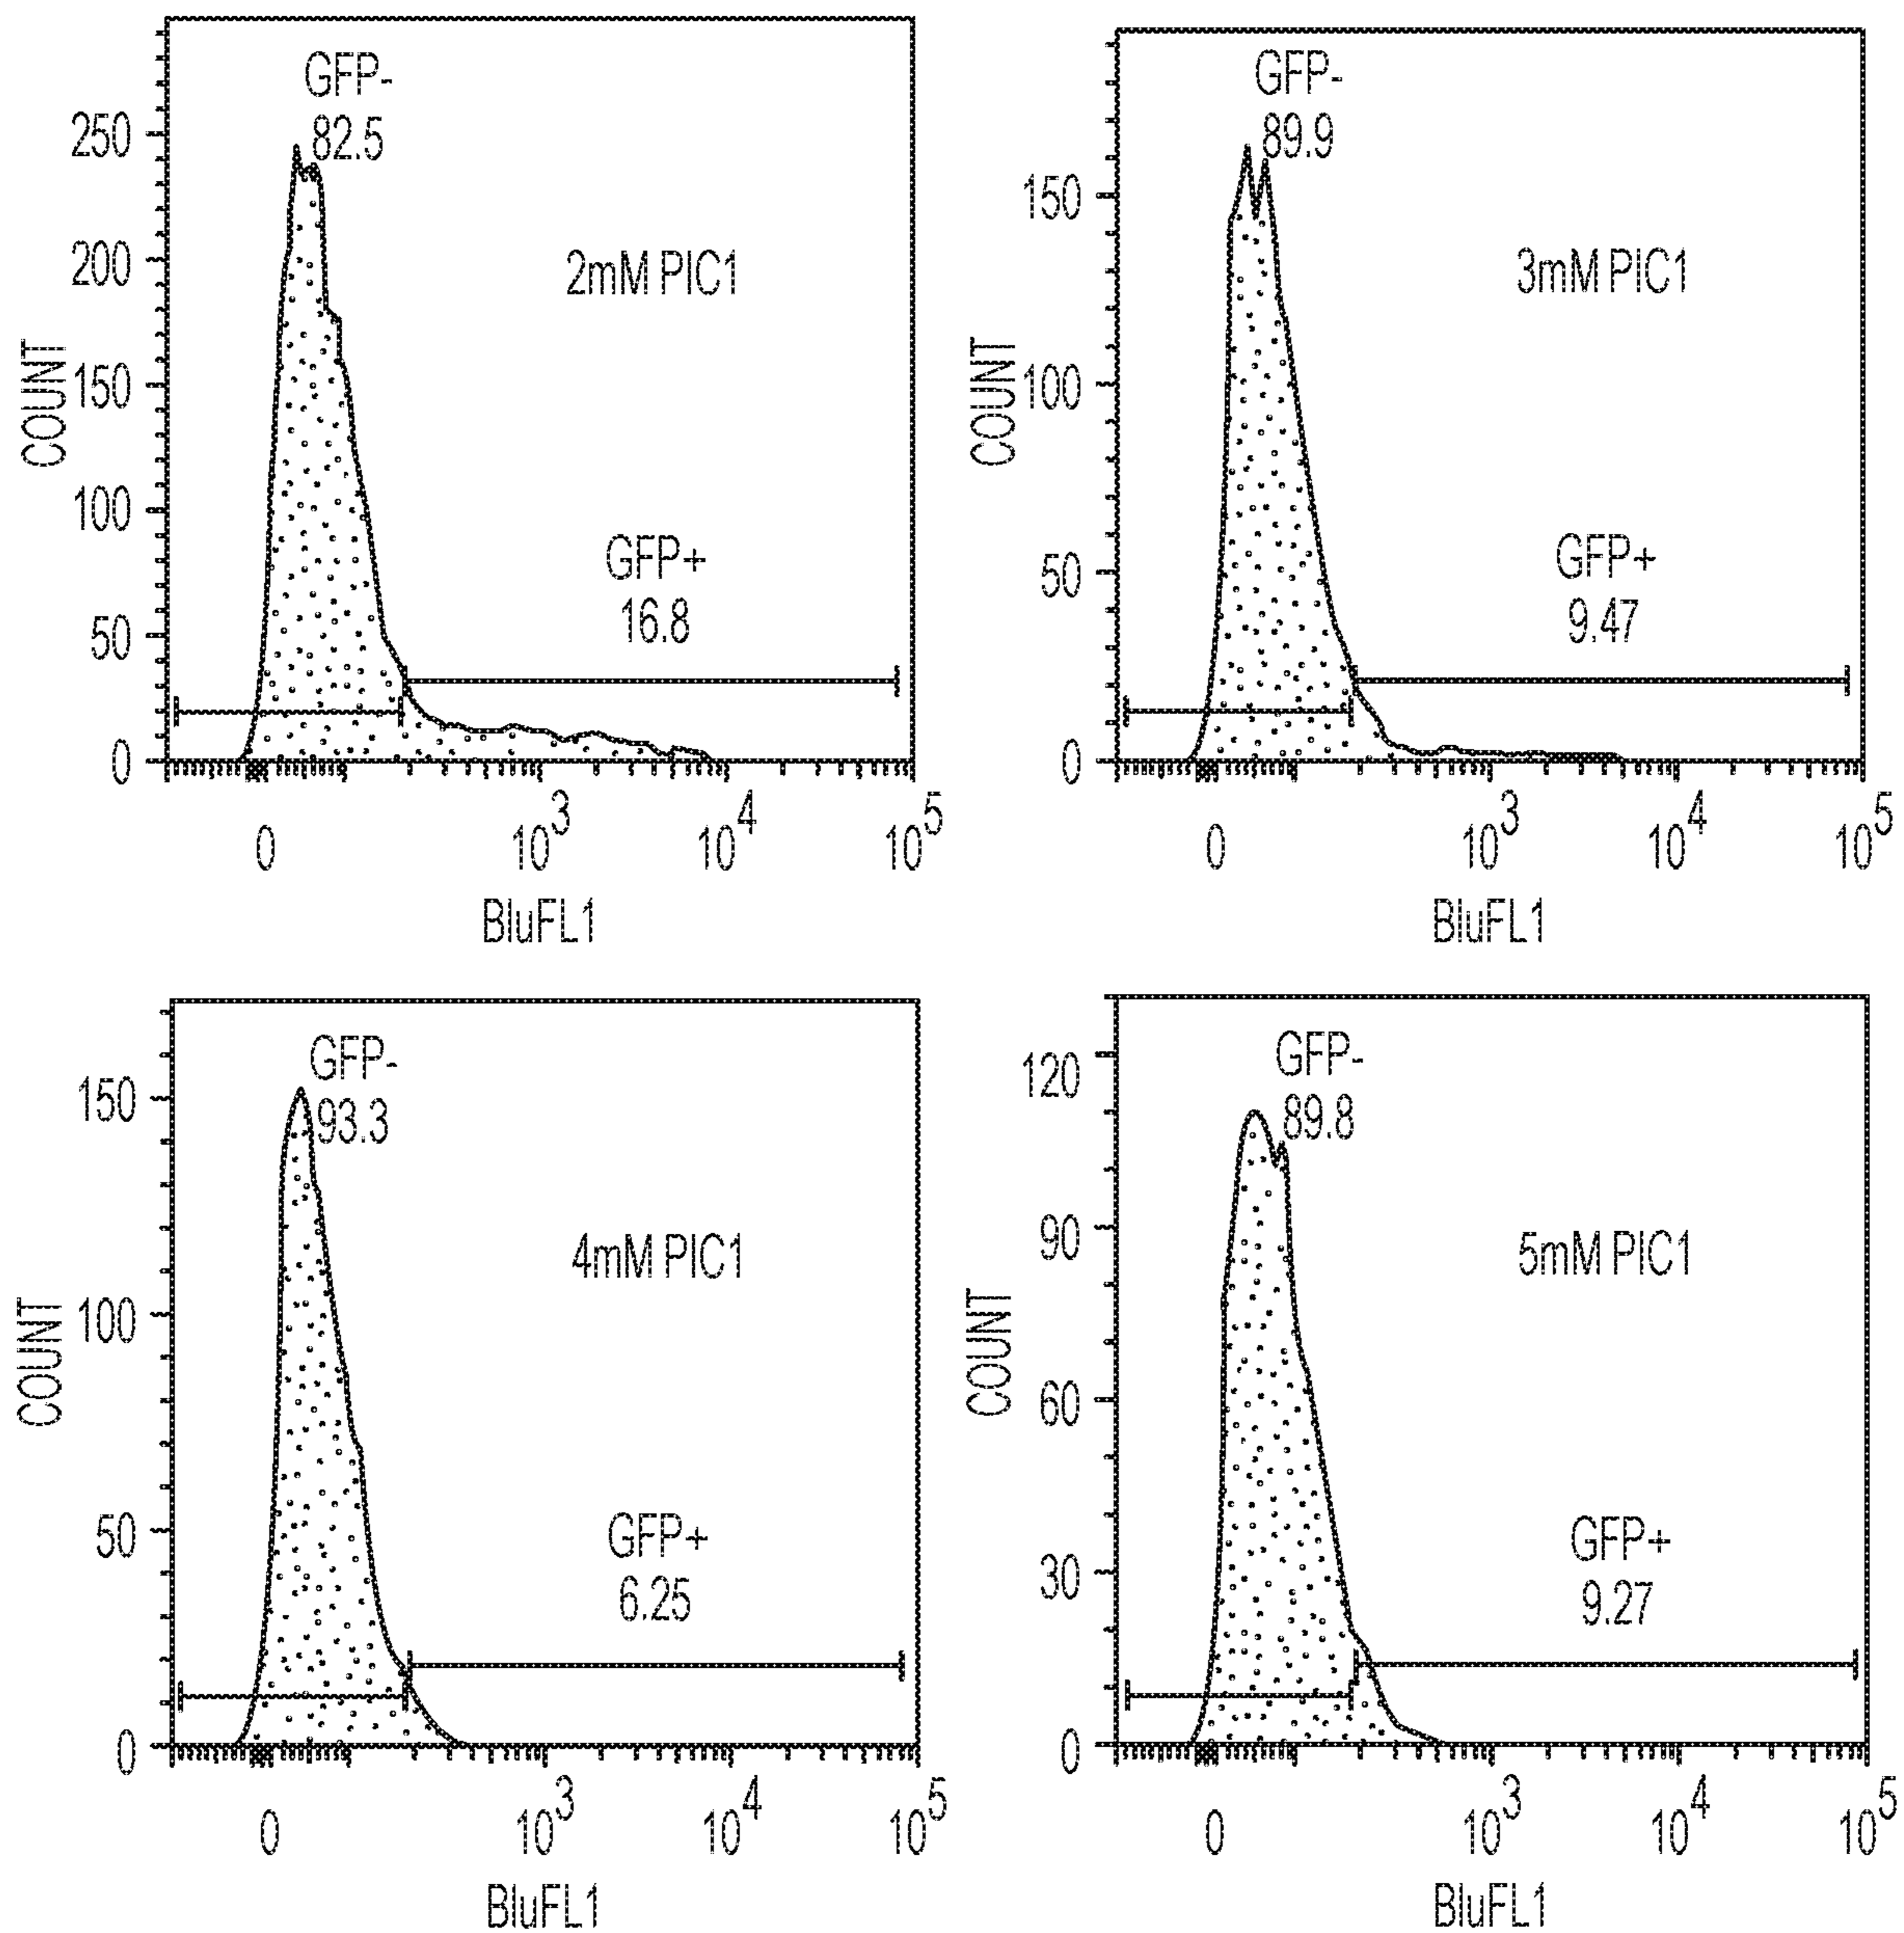 GFP-
82.5
250
200
150
100
50
0
COUNT
2mM PIC1
GFP+
16.8
0
10^3
10^4
10^5
BluFL1
GFP-
89.9
150
100
50
0
COUNT
3mM PIC1
GFP+
9.47
0
10^3
10^4
10^5
BluFL1
GFP-
93.3
150
100
50
0
COUNT
4mM PIC1
GFP+
6.25
0
10^3
10^4
10^5
BluFL1
GFP-
89.8
120
90
60
30
0
COUNT
5mM PIC1
GFP+
9.27
0
10^3
10^4
10^5
BluFL1